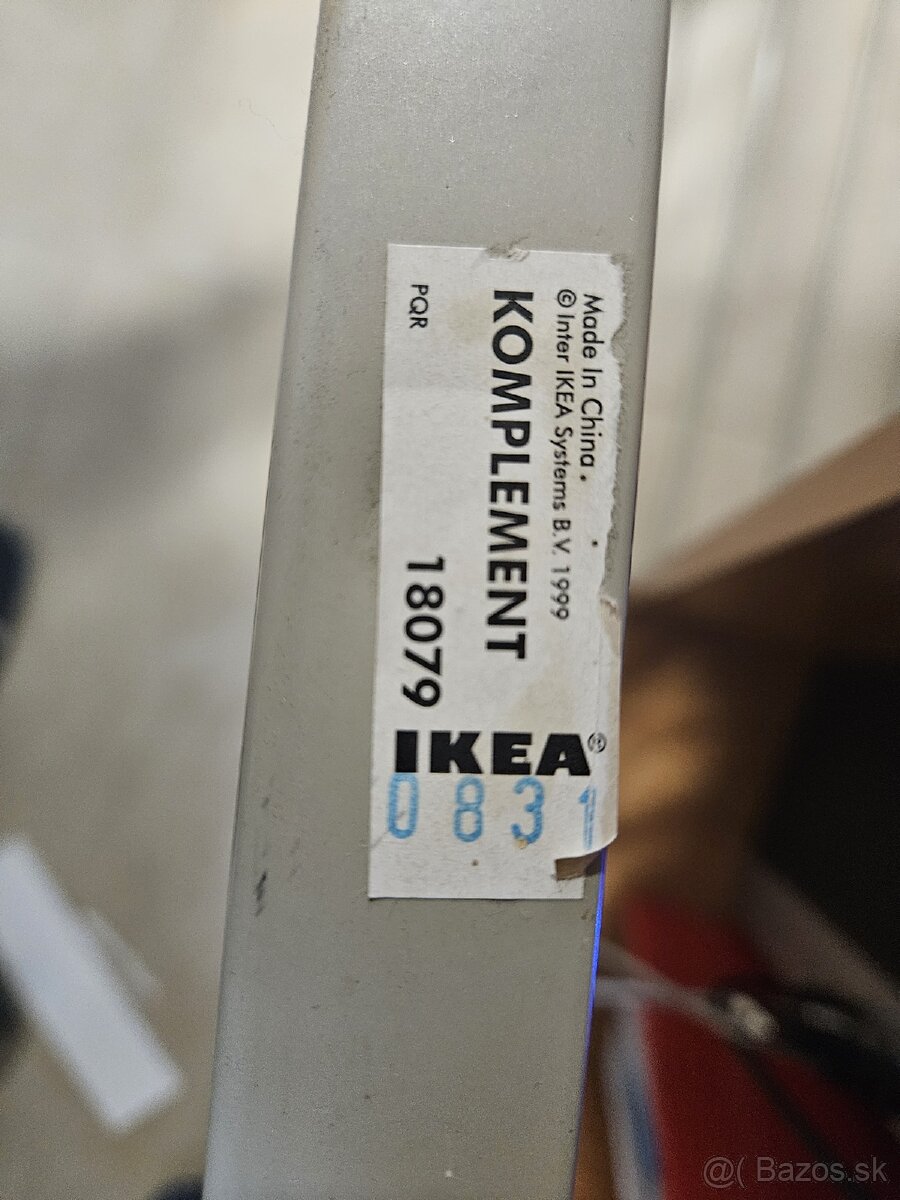 Made In China.
© Inter IKEA Systems B.V. 1999
KOMPLEMENT
PQR
18079
IKEA®
0831
@( Bazos.sk